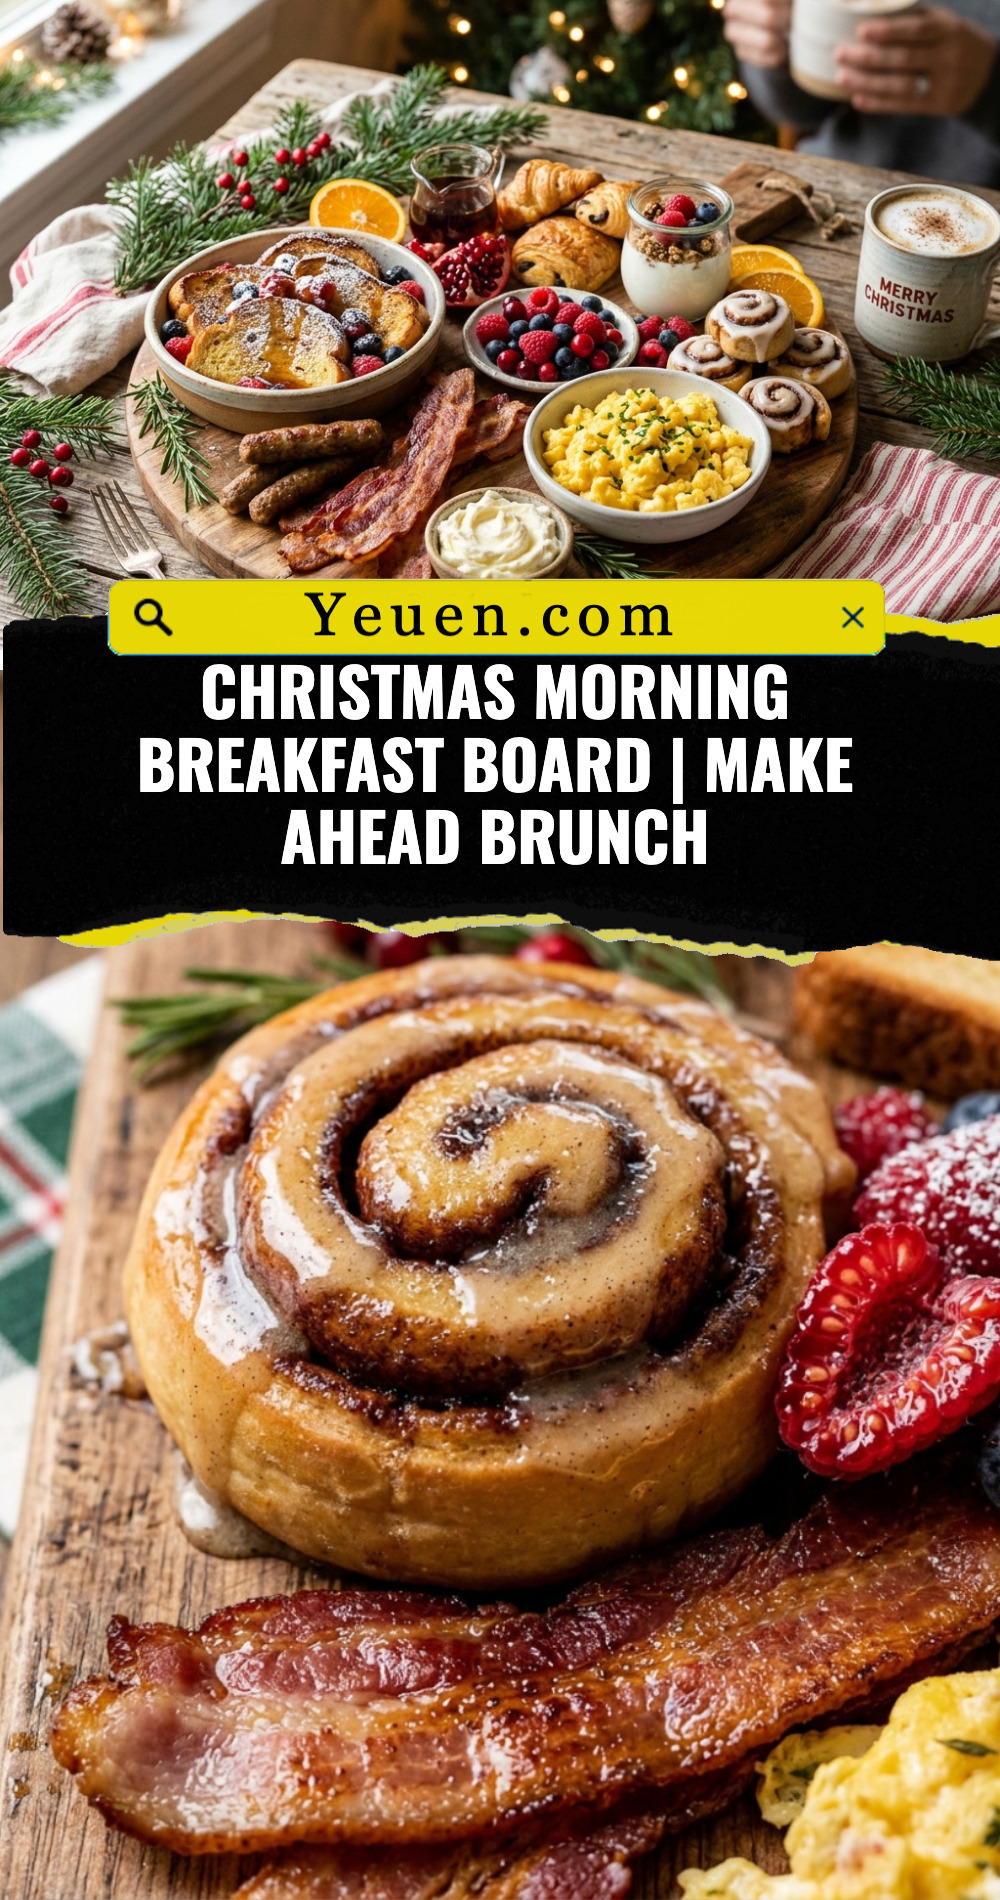 MERRY
CHRISTMAS
Yeuen.com
CHRISTMAS MORNING
BREAKFAST BOARD | MAKE
AHEAD BRUNCH